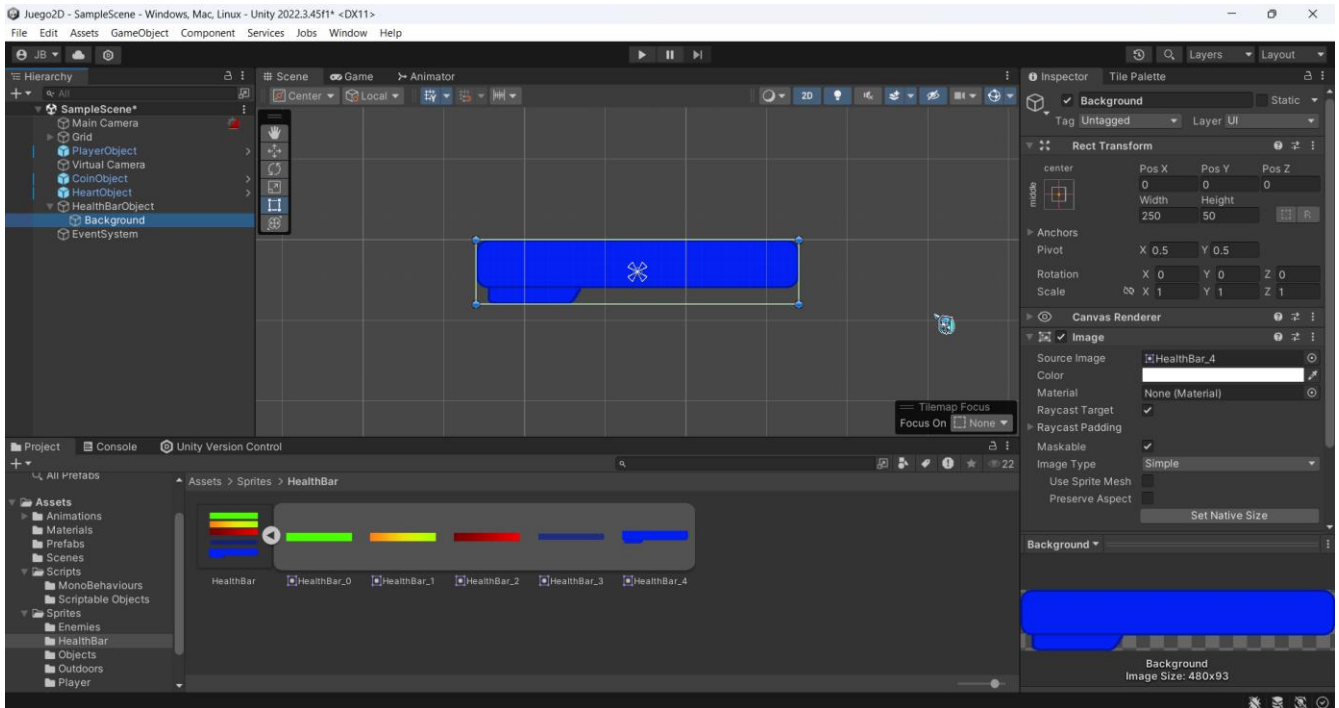 Juego2D - SampleScene - Windows, Mac, Linux - Unity 2022.3.45f1* <DX11>
File Edit Assets GameObject Component Services Jobs Window Help
JB Layers Layout
Hierarchy
All
SampleScene*
Main Camera
Grid
PlayerObject
Virtual Camera
CoinObject
HeartObject
HealthBarObject
Background
EventSystem
Scene Game Animator
Center Local 2D
Tilemap Focus
Focus On None
Inspector Tile Palette
Background Static
Tag Untagged Layer UI
Rect Transform
center Pos X Pos Y Pos Z
middle 0 0 0
Width Height
250 50 R
Anchors
Pivot X 0.5 Y 0.5
Rotation X 0 Y 0 Z 0
Scale X 1 Y 1 Z 1
Canvas Renderer
Image
Source Image HealthBar_4
Color
Material None (Material)
Raycast Target
Raycast Padding
Maskable
Image Type Simple
Use Sprite Mesh
Preserve Aspect
Set Native Size
Background
Background
Image Size: 480x93
Project Console Unity Version Control
22
All Prefabs
Assets
Animations
Materials
Prefabs
Scenes
Scripts
MonoBehaviours
Scriptable Objects
Sprites
Enemies
HealthBar
Objects
Outdoors
Player
Assets > Sprites > HealthBar
HealthBar HealthBar_0 HealthBar_1 HealthBar_2 HealthBar_3 HealthBar_4